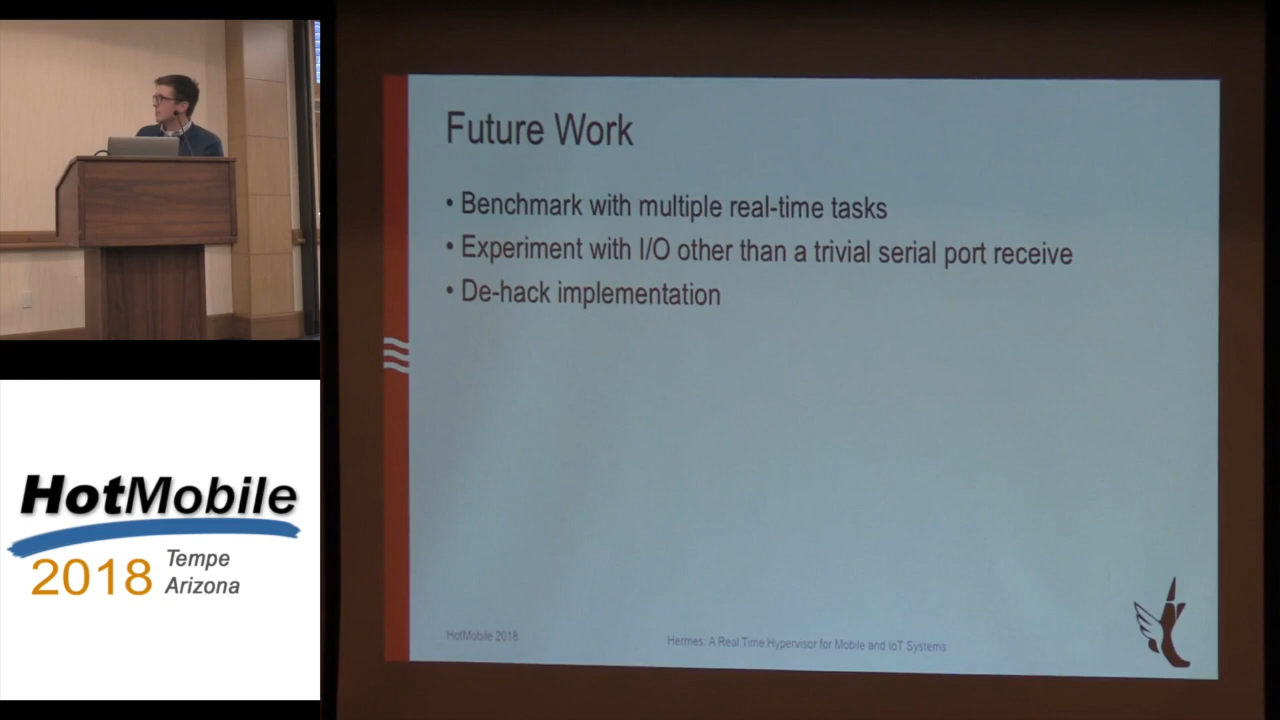 Future Work
• Benchmark with multiple real-time tasks
• Experiment with I/O other than a trivial serial port receive
• De-hack implementation
HotMobile 2018
Hermes: A Real Time Hypervisor for Mobile and IoT Systems
HotMobile
2018
Tempe
Arizona